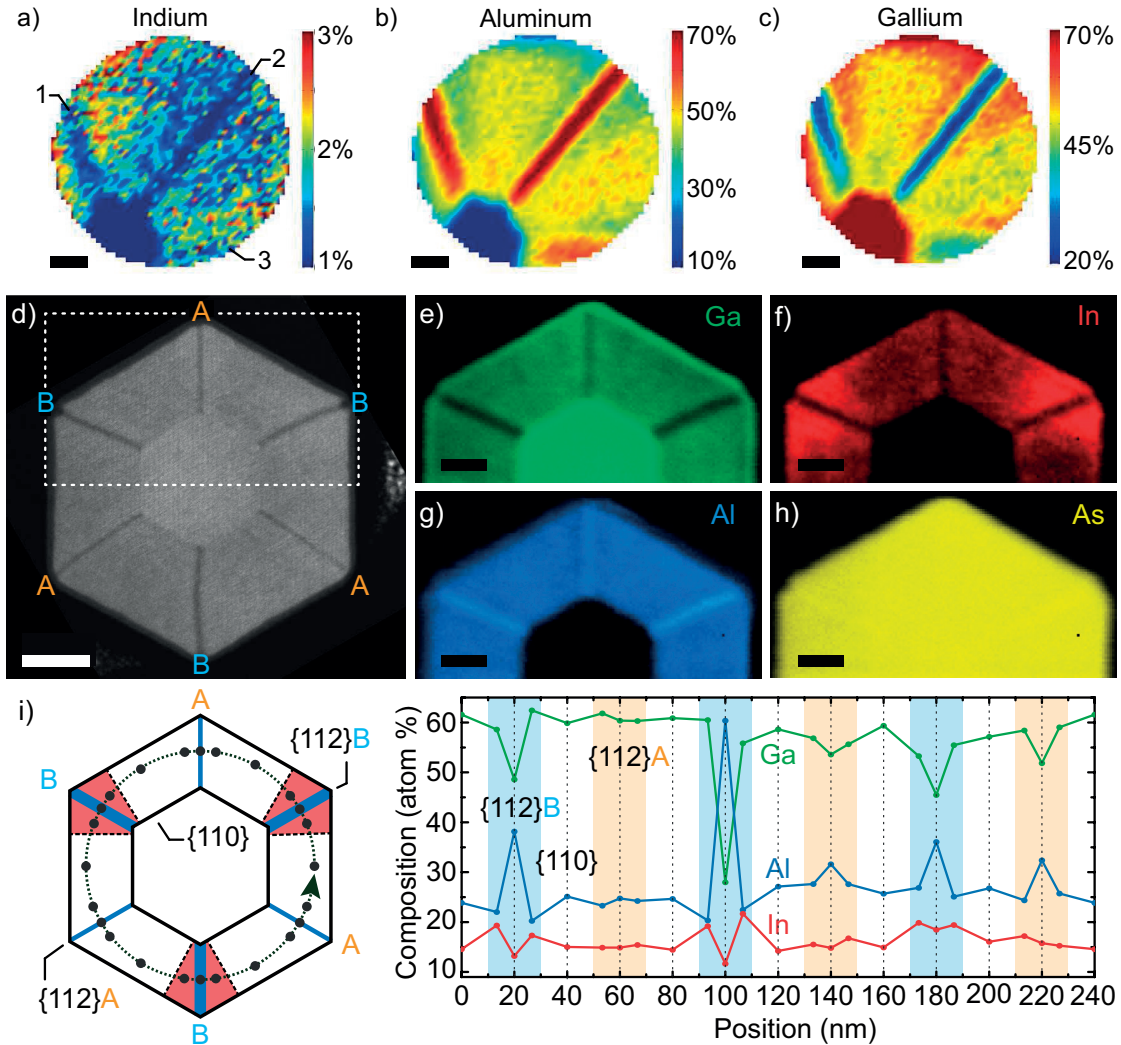 a) Indium
3%
2%
1%
1
2
3
b) Aluminum
70%
50%
30%
10%
c) Gallium
70%
45%
20%
d)
A
B
B
A
A
B
e) Ga
f) In
g) Al
h) As
i)
A
{112}B
B
{110}
{112}A
A
B
Composition (atom %)
60
50
40
30
20
10
{112}A
Ga
{112}B
{110}
Al
In
0 20 40 60 80 100 120 140 160 180 200 220 240
Position (nm)